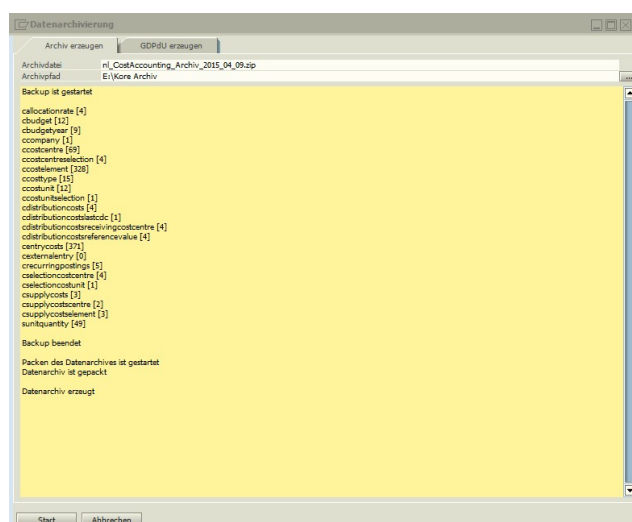 Datenarchivierung
Archiv erzeugen
GDPdU erzeugen
Archivdatei nl_CostAccounting_Archiv_2015_04_09.zip
Archivpfad E:\Kore Archiv ...
Backup ist gestartet
callocationrate [4]
cbudget [12]
cbudgetyear [9]
ccompany [1]
ccostcentre [69]
ccostcentreselection [4]
ccostelement [328]
ccosttype [15]
ccostunit [12]
ccostunitselection [1]
cdistributioncosts [4]
cdistributioncostslastcdc [1]
cdistributioncostsreceivingcostcentre [4]
cdistributioncostsreferencevalue [4]
centrycosts [371]
cexternalentry [0]
crecurringpostings [5]
cselectioncostcentre [4]
cselectioncostunit [1]
csupplycosts [3]
csupplycostscentre [2]
csupplycostselement [3]
sunitquantity [49]
Backup beendet
Packen des Datenarchives ist gestartet
Datenarchiv ist gepackt
Datenarchiv erzeugt
Start
Abbrechen